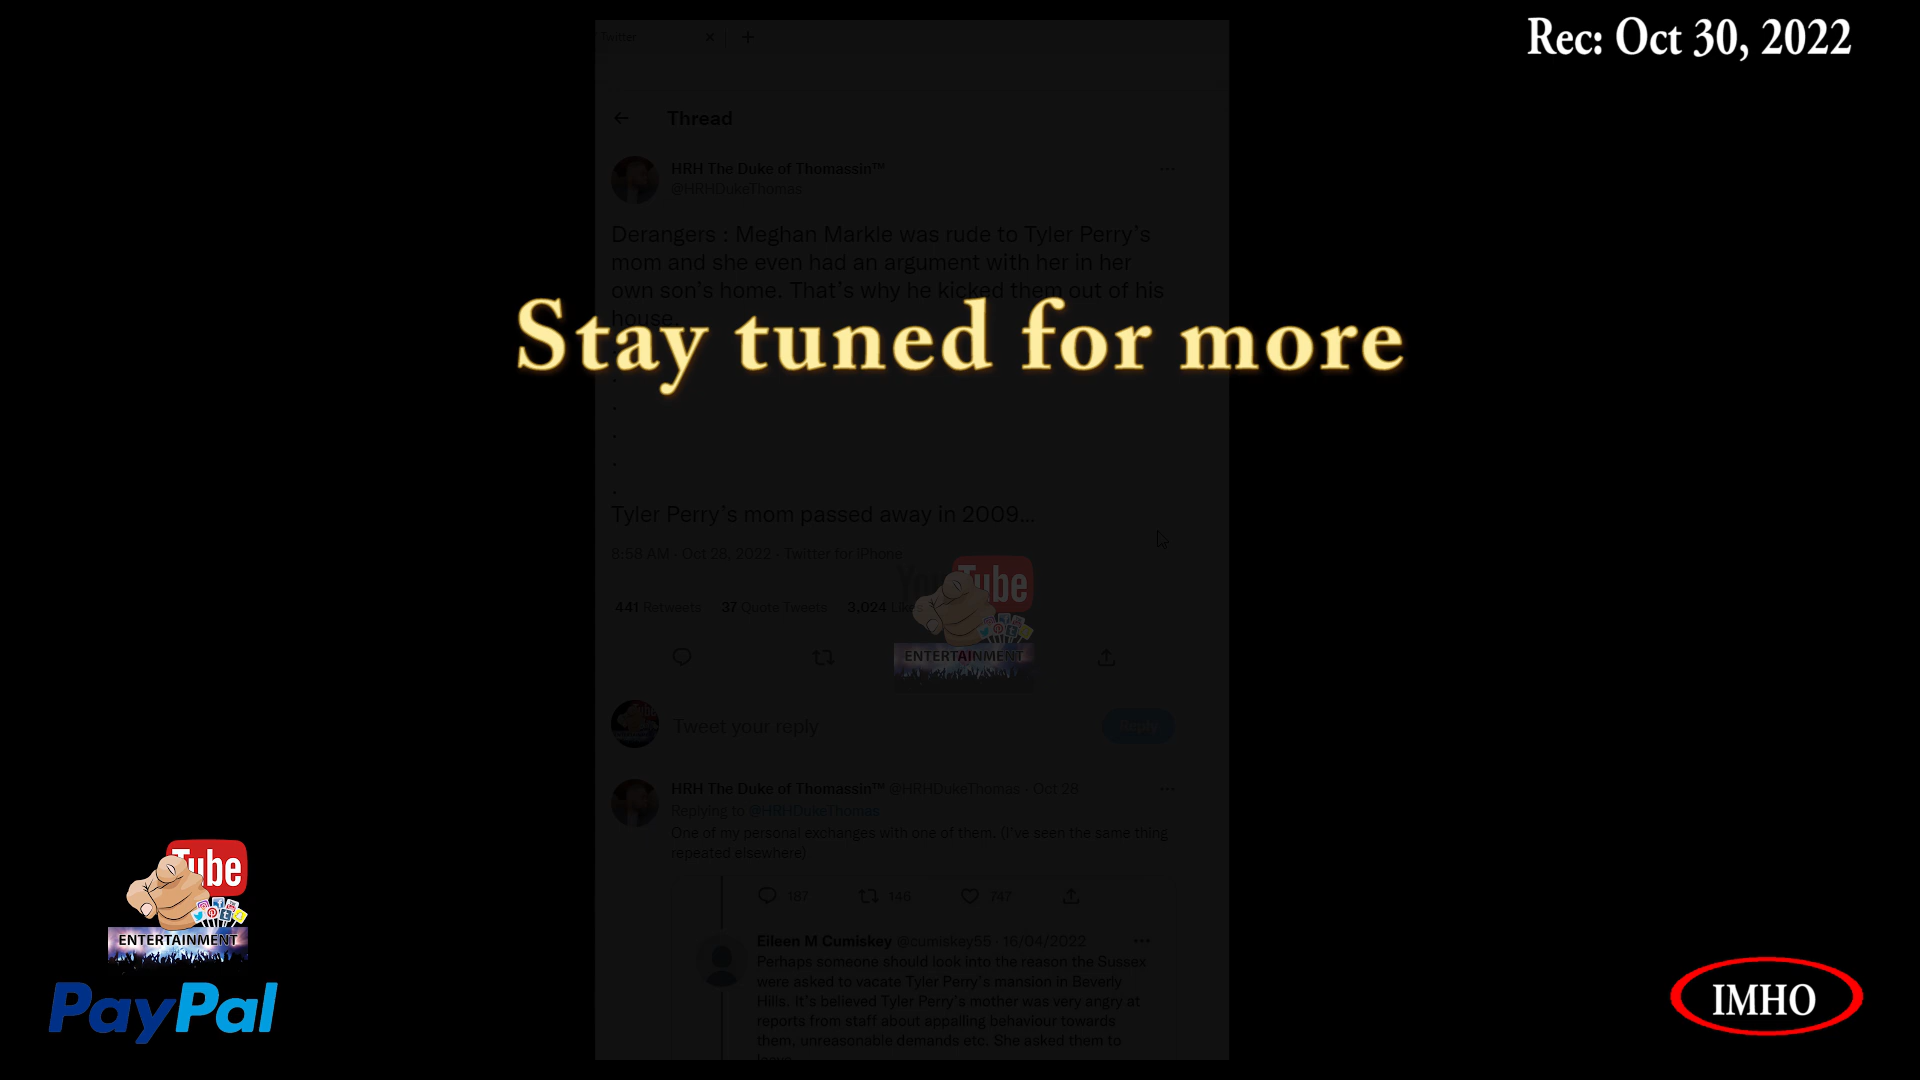 Rec: Oct 30, 2022
Twitter
Thread
HRH The Duke of Thomassin™
@HRHDukeThomas
Derangers : Meghan Markle was rude to Tyler Perry's
mom and she even had an argument with her in her
own son's home. That's why he kicked them out of his
house.
Stay tuned for more
.
.
.
.
.
Tyler Perry's mom passed away in 2009...
8:58 AM · Oct 28, 2022 · Twitter for iPhone
YouTube
441 Retweets 37 Quote Tweets 3,024 Likes
ENTERTAINMENT
Tweet your reply
Reply
HRH The Duke of Thomassin™ @HRHDukeThomas · Oct 28
Replying to @HRHDukeThomas
One of my personal exchanges with one of them. (I've seen the same thing
repeated elsewhere)
187 146 747
Eileen M Cumiskey @cumiskey55 · 16/04/2022
Perhaps someone should look into the reason the Sussex
were asked to vacate Tyler Perry's mansion in Beverly
Hills. It's believed Tyler Perry's mother was very angry at
reports from staff about appalling behaviour towards
them, unreasonable demands etc. She asked them to
Tube
ENTERTAINMENT
PayPal
IMHO